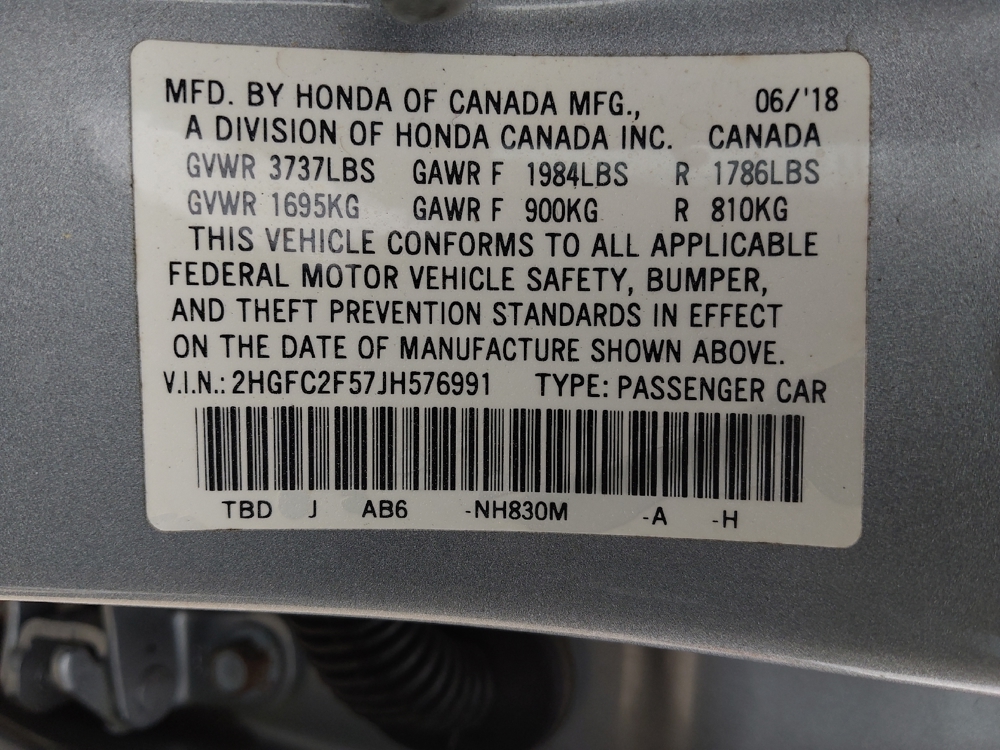 MFD. BY HONDA OF CANADA MFG., 06/'18
A DIVISION OF HONDA CANADA INC. CANADA
GVWR 3737LBS GAWR F 1984LBS R 1786LBS
GVWR 1695KG GAWR F 900KG R 810KG
THIS VEHICLE CONFORMS TO ALL APPLICABLE
FEDERAL MOTOR VEHICLE SAFETY, BUMPER,
AND THEFT PREVENTION STANDARDS IN EFFECT
ON THE DATE OF MANUFACTURE SHOWN ABOVE.
V.I.N.: 2HGFC2F57JH576991 TYPE: PASSENGER CAR
TBD J AB6 -NH830M -A -H